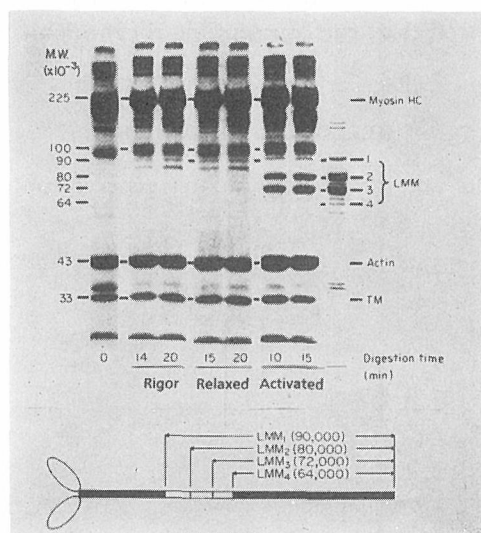 M.W.
(x10⁻³)
225
100
90
80
72
64
43
33
Myosin HC
1
2
3
4
LMM
Actin
TM
0 14 20 15 20 10 15 Digestion time
(min)
Rigor Relaxed Activated
LMM₁ (90,000)
LMM₂ (80,000)
LMM₃ (72,000)
LMM₄ (64,000)